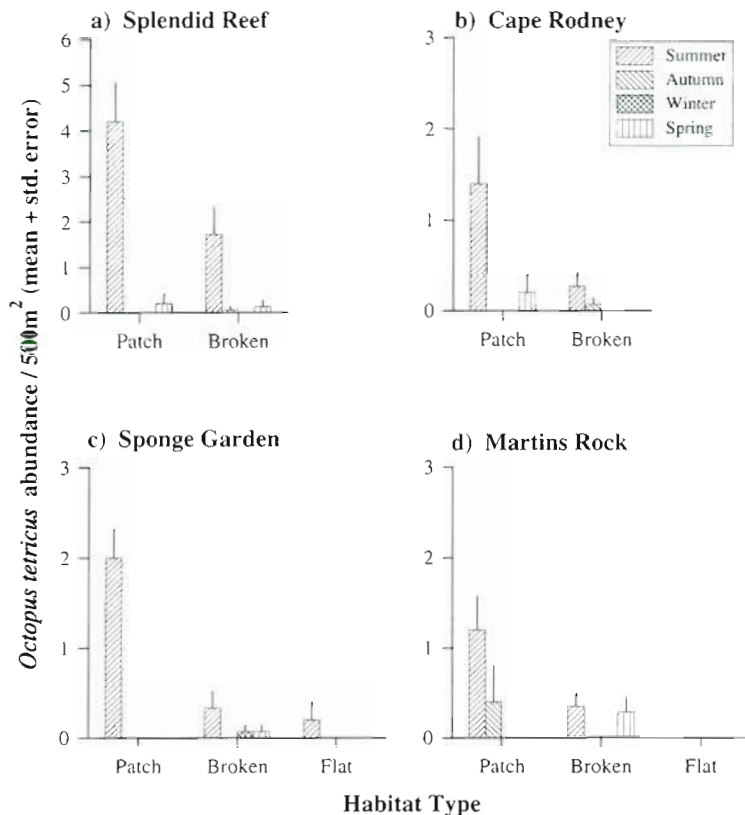 a) Splendid Reef
6
5
4
3
2
1
0
Patch Broken
b) Cape Rodney
3
2
1
0
Patch Broken
Summer
Autumn
Winter
Spring
c) Sponge Garden
3
2
1
0
Patch Broken Flat
d) Martins Rock
3
2
1
0
Patch Broken Flat
Octopus tetricus abundance / 500m² (mean + std. error)
Habitat Type